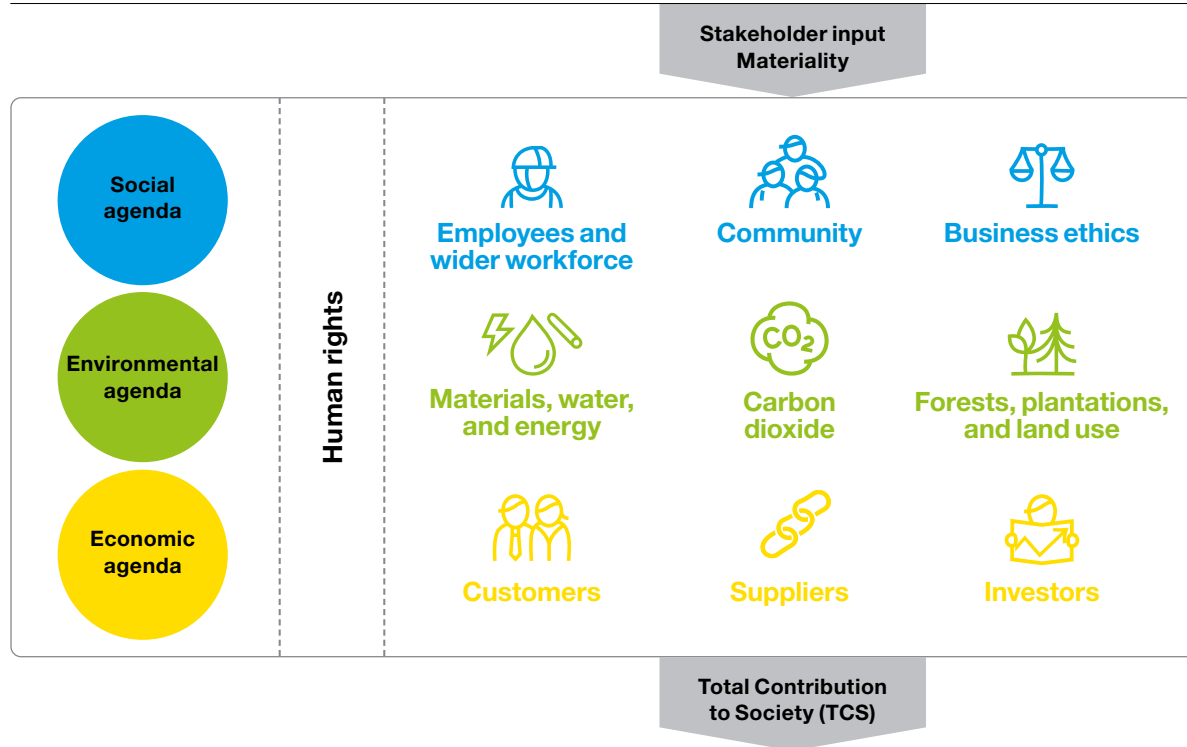 Stakeholder input
Materiality
Social
agenda
Employees and
wider workforce
Community
Business ethics
Human rights
Environmental
agenda
CO₂
Materials, water,
and energy
Carbon
dioxide
Forests, plantations,
and land use
Economic
agenda
Customers
Suppliers
Investors
Total Contribution
to Society (TCS)